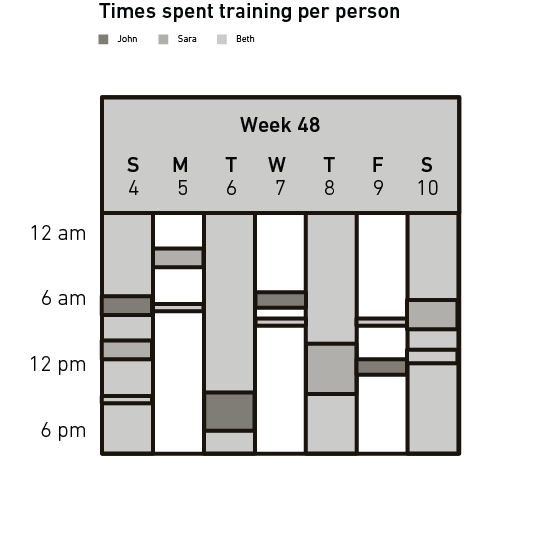 Times spent training per person
John Sara Beth
Week 48
S M T W T F S
4 5 6 7 8 9 10
12 am
6 am
12 pm
6 pm